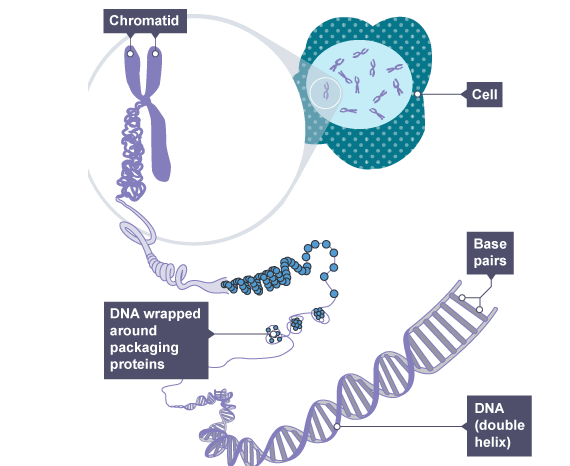 Chromatid
Cell
Base
pairs
DNA wrapped
around
packaging
proteins
DNA
(double
helix)